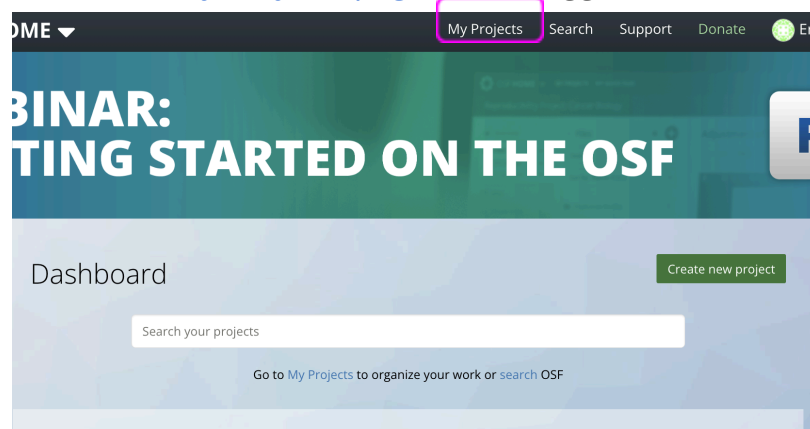 OME
My Projects Search Support Donate
BINAR:
TING STARTED ON THE OSF
Dashboard
Create new project
Search your projects
Go to My Projects to organize your work or search OSF